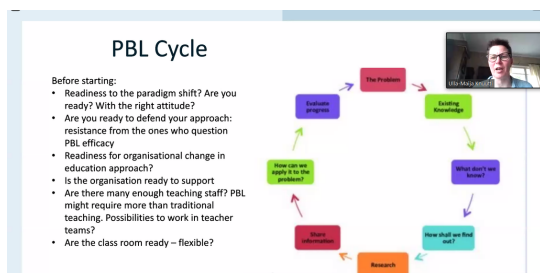 PBL Cycle
Before starting:
• Readiness to the paradigm shift? Are you
ready? With the right attitude?
• Are you ready to defend your approach:
resistance from the ones who question
PBL efficacy
• Readiness for organisational change in
education approach?
• Is the organisation ready to support
• Are there many enough teaching staff? PBL
might require more than traditional
teaching. Possibilities to work in teacher
teams?
• Are the class room ready – flexible?
The Problem
Existing
Knowledge
What don't we
know?
How shall we find
out?
Research
Share
information
How can we
apply it to the
problem?
Evaluate
progress
Ulla-Maija